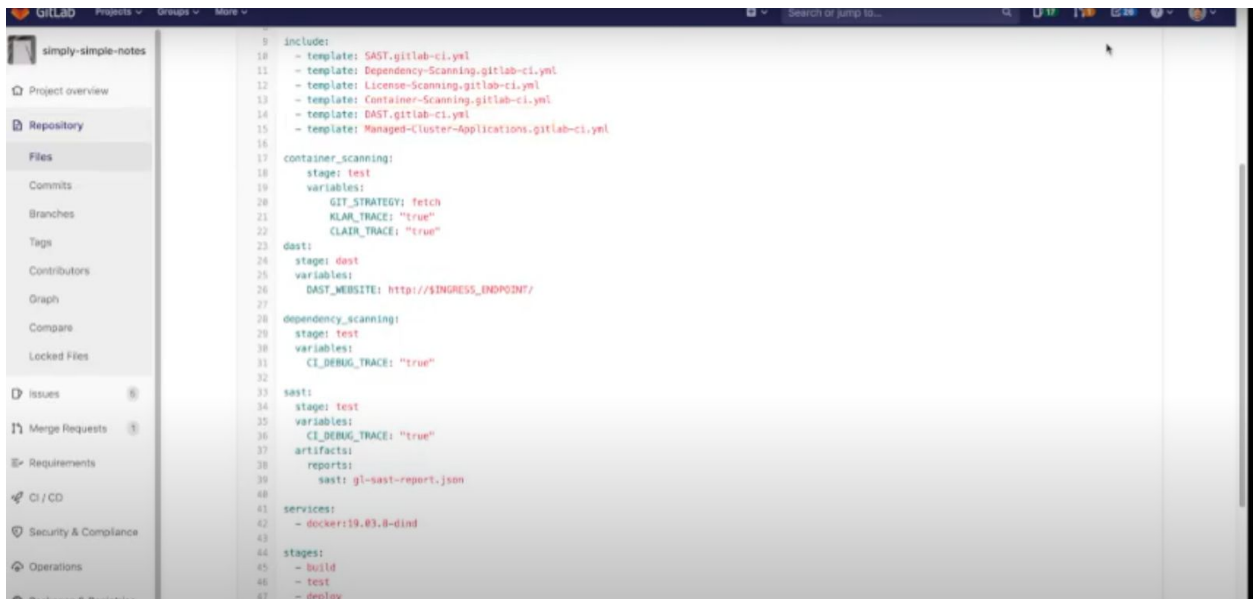 GitLab Projects Groups More Search or jump to... 17 26
simply-simple-notes
Project overview
Repository
Files
Commits
Branches
Tags
Contributors
Graph
Compare
Locked Files
Issues 6
Merge Requests 1
Requirements
CI / CD
Security & Compliance
Operations
9 include:
10 - template: SAST.gitlab-ci.yml
11 - template: Dependency-Scanning.gitlab-ci.yml
12 - template: License-Scanning.gitlab-ci.yml
13 - template: Container-Scanning.gitlab-ci.yml
14 - template: DAST.gitlab-ci.yml
15 - template: Managed-Cluster-Applications.gitlab-ci.yml
16
17 container_scanning:
18 stage: test
19 variables:
20 GIT_STRATEGY: fetch
21 KLAR_TRACE: "true"
22 CLAIR_TRACE: "true"
23 dast:
24 stage: dast
25 variables:
26 DAST_WEBSITE: http://$INGRESS_ENDPOINT/
27
28 dependency_scanning:
29 stage: test
30 variables:
31 CI_DEBUG_TRACE: "true"
32
33 sast:
34 stage: test
35 variables:
36 CI_DEBUG_TRACE: "true"
37 artifacts:
38 reports:
39 sast: gl-sast-report.json
40
41 services:
42 - docker:19.03.8-dind
43
44 stages:
45 - build
46 - test
47 - deploy